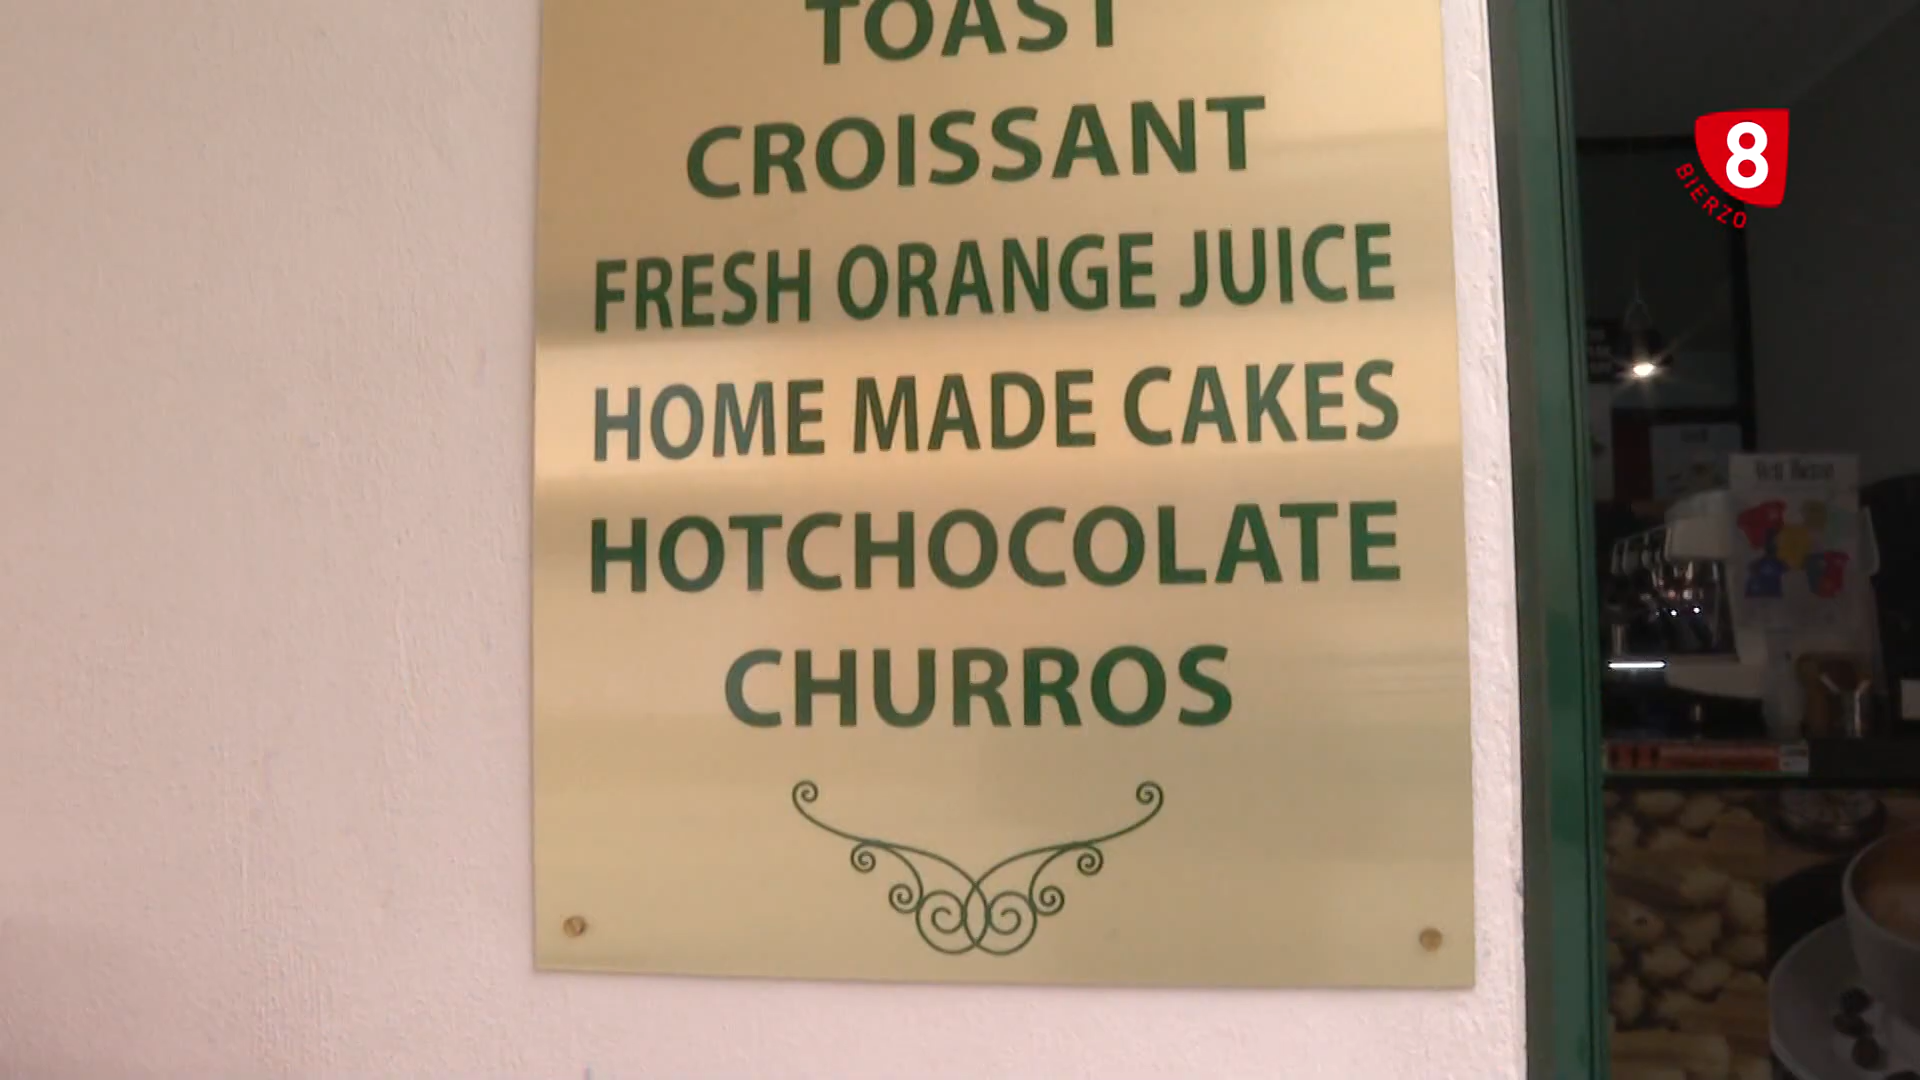 TOAST
CROISSANT
FRESH ORANGE JUICE
HOME MADE CAKES
HOTCHOCOLATE
CHURROS
8
BIERZO